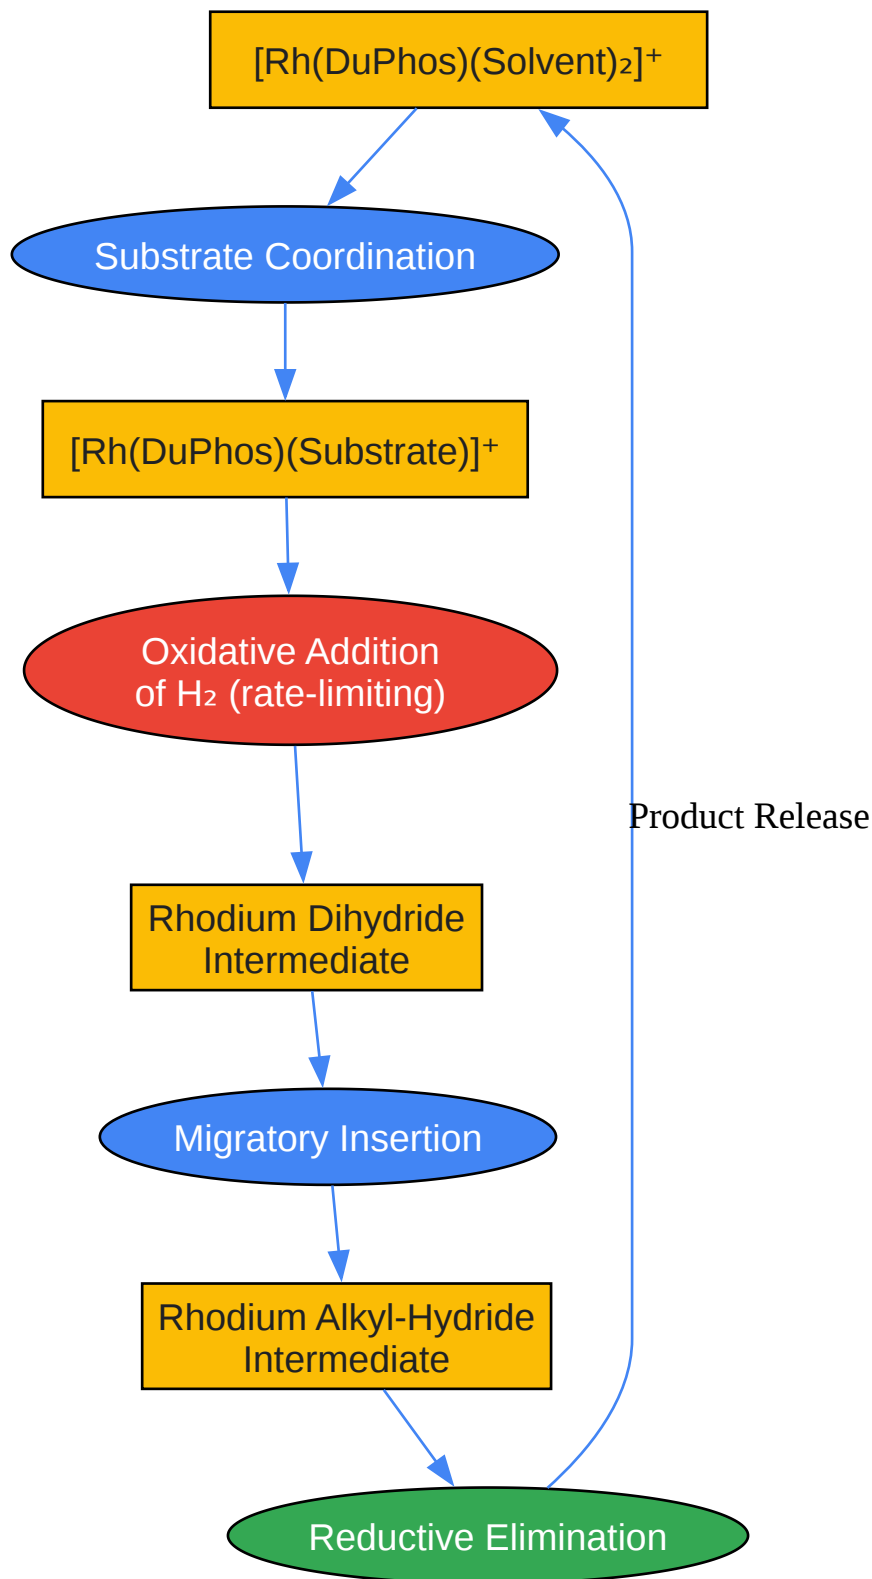 [Rh(DuPhos)(Solvent)₂]⁺
Substrate Coordination
[Rh(DuPhos)(Substrate)]⁺
Oxidative Addition
of H₂ (rate-limiting)
Product Release
Rhodium Dihydride
Intermediate
Migratory Insertion
Rhodium Alkyl-Hydride
Intermediate
Reductive Elimination